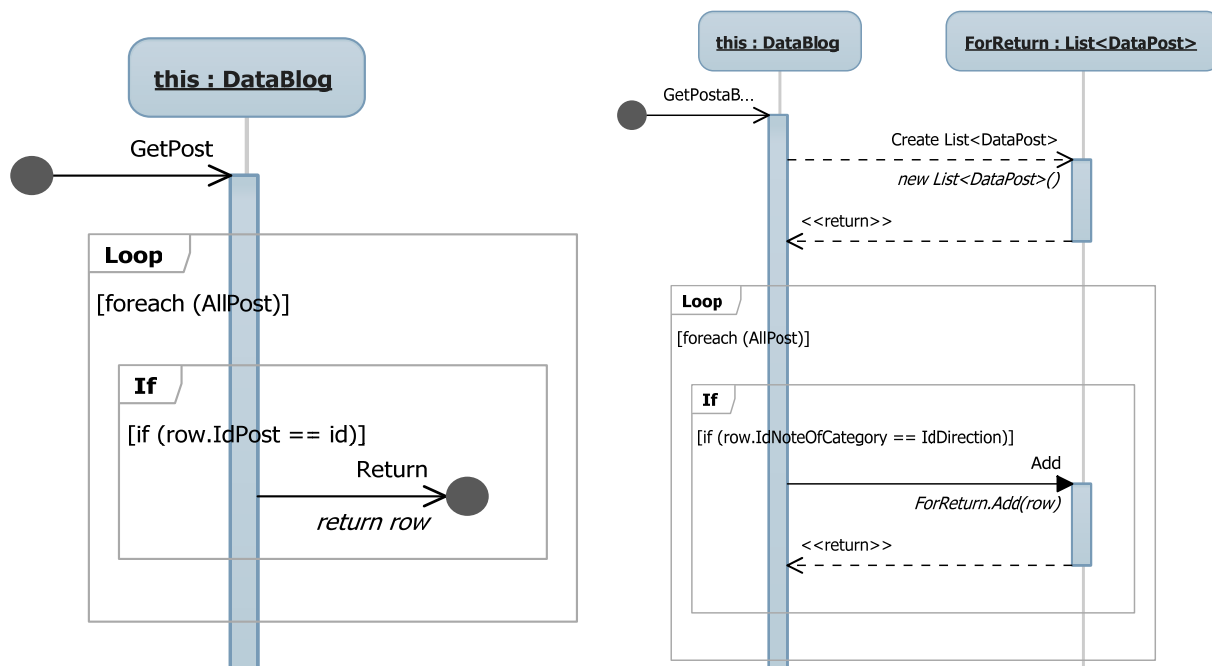 this : DataBlog
GetPost
Loop
[foreach (AllPost)]
If
[if (row.IdPost == id)]
Return
return row
this : DataBlog
ForReturn : List<DataPost>
GetPostaB...
Create List<DataPost>
new List<DataPost>()
<<return>>
Loop
[foreach (AllPost)]
If
[if (row.IdNoteOfCategory == IdDirection)]
Add
ForReturn.Add(row)
<<return>>